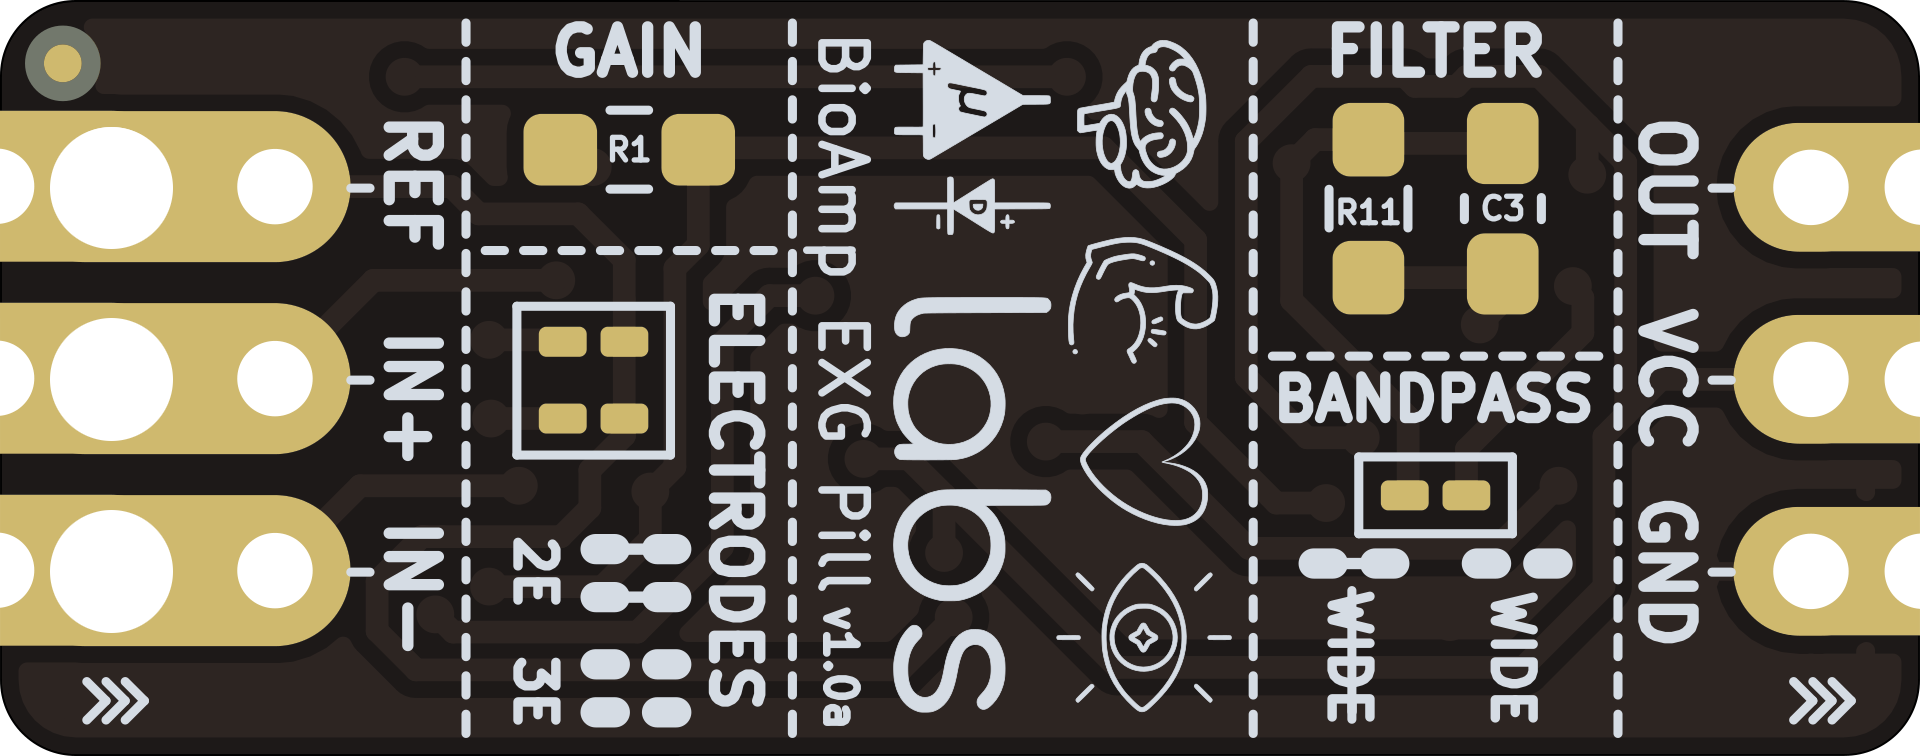 GAIN
R1
REF
IN+
IN-
ELECTRODES
2E
3E
BioAmp EXG Pill v1.0a
+
µ
-
D
- +
labs
FILTER
R11
C3
BANDPASS
WIDE
WIDE
OUT
VCC
GND